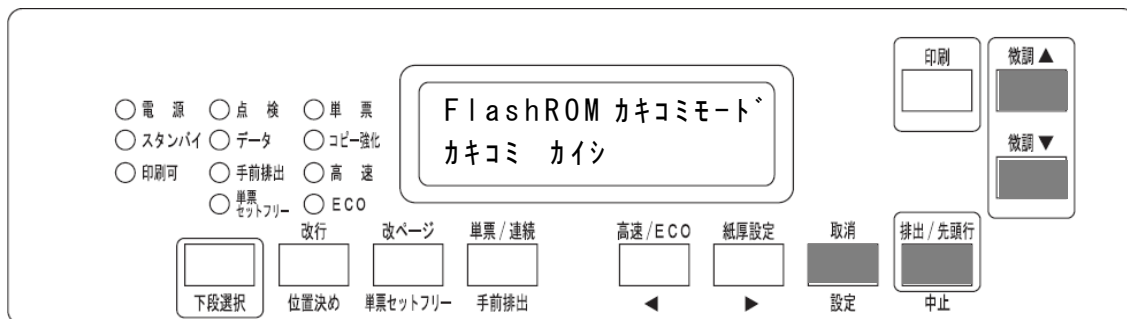 印刷
微調 ▲
微調 ▼
FlashROM カキコミモード
カキコミ カイシ
電源
点検
単票
スタンバイ
データ
コピー強化
印刷可
手前排出
高速
単票セットフリー
ECO
改行
改ページ
単票/連続
高速/ECO
紙厚設定
取消
排出/先頭行
下段選択
位置決め
単票セットフリー
手前排出
◀
▶
設定
中止